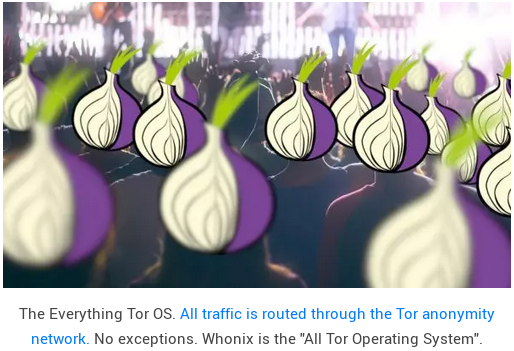 The Everything Tor OS. All traffic is routed through the Tor anonymity
network. No exceptions. Whonix is the "All Tor Operating System".